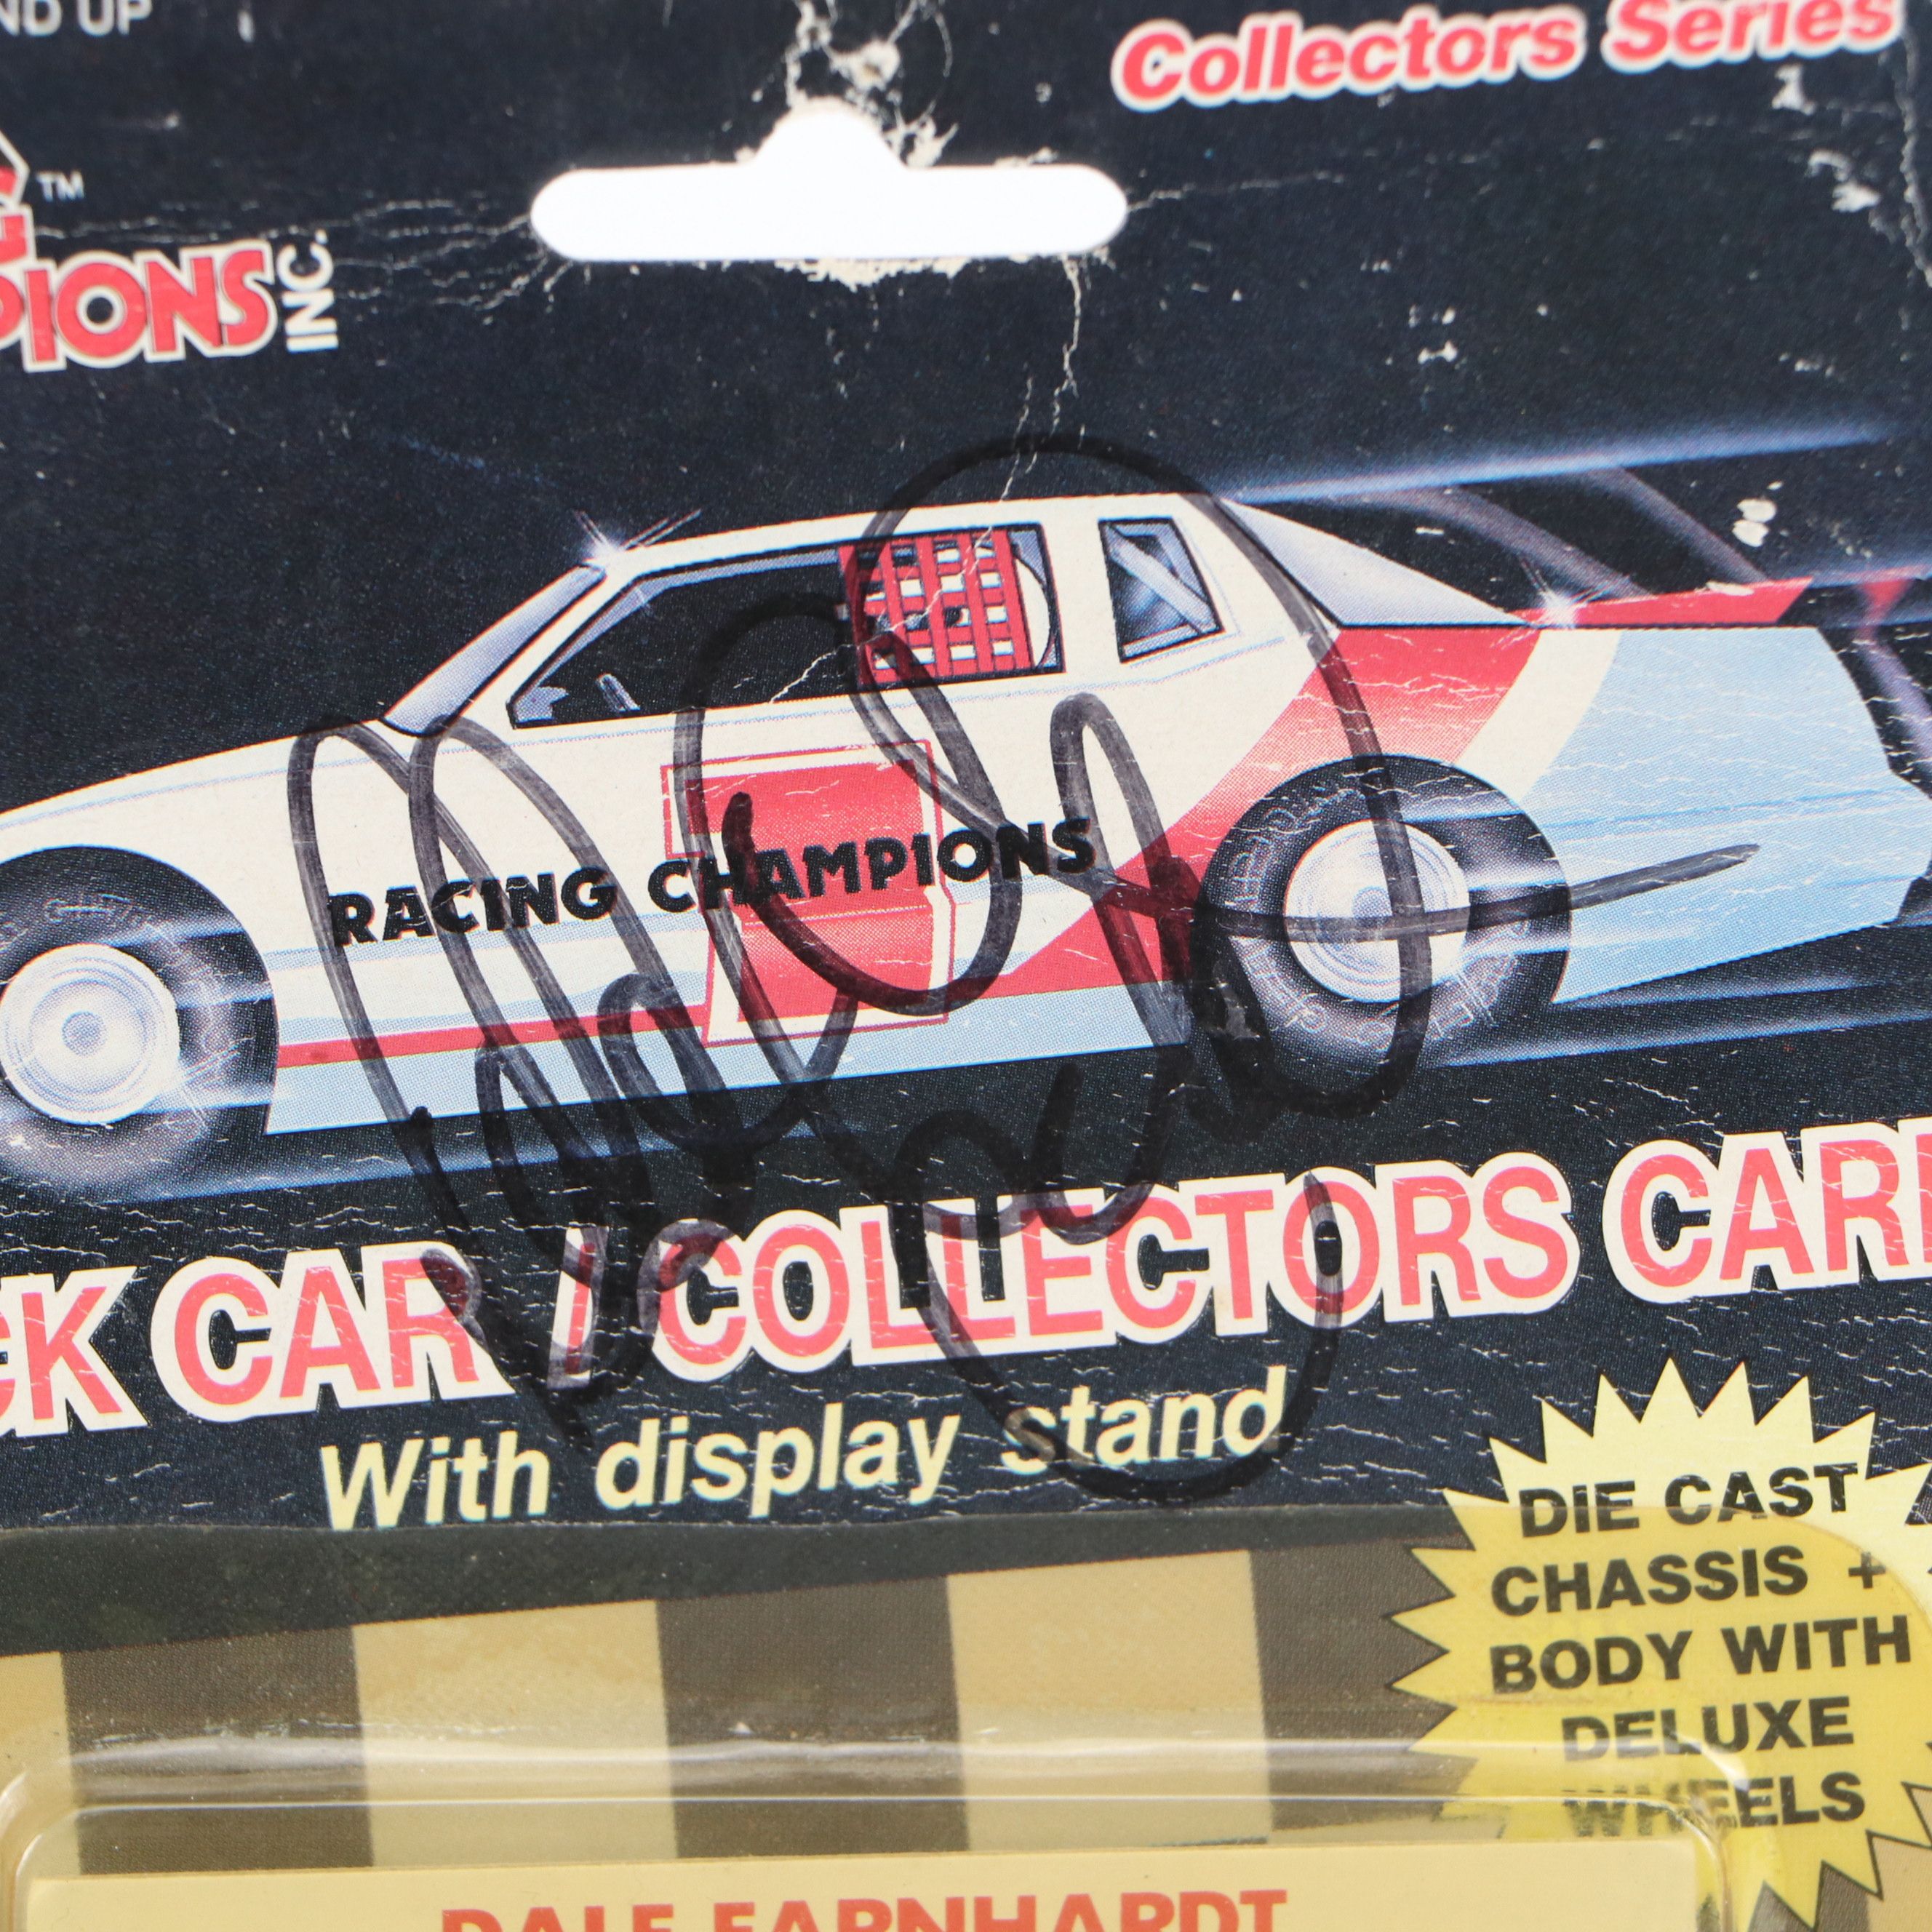 ND UP
Collectors Series
TM
PIONS INC.
RACING CHAMPIONS
CK CAR / COLLECTORS CARD
With display stand
DIE CAST
CHASSIS +
BODY WITH
DELUXE
WHEELS
DALE EARNHARDT